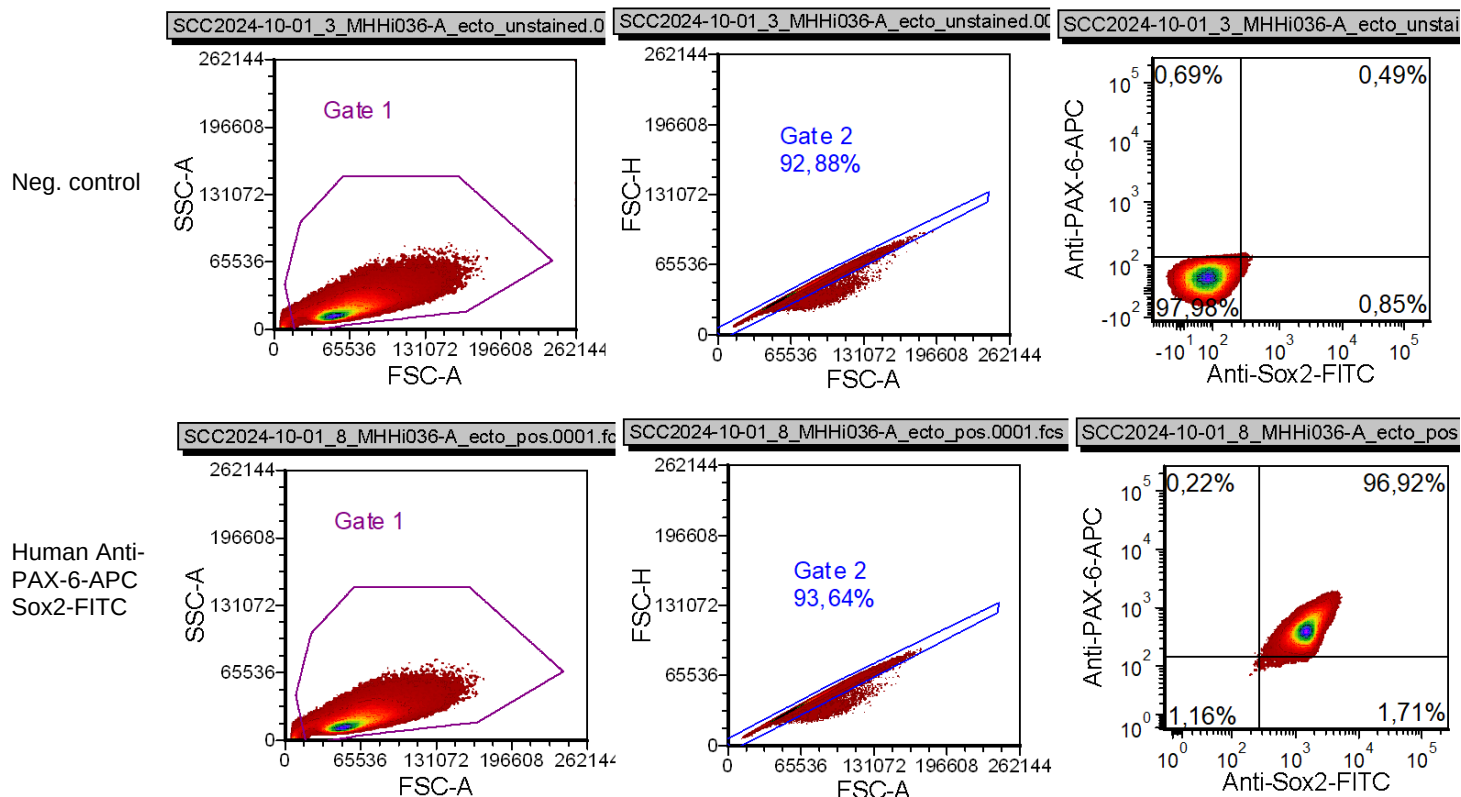 SCC2024-10-01_3_MHHi036-A_ecto_unstained.0
262144
196608
131072
65536
0
SSC-A
Gate 1
0 65536 131072 196608 262144
FSC-A
SCC2024-10-01_3_MHHi036-A_ecto_unstained.00
262144
196608
131072
65536
0
FSC-H
Gate 2
92,88%
65536 131072 196608 262144
FSC-A
SCC2024-10-01_3_MHHi036-A_ecto_unstai
Anti-PAX-6-APC
10^5
10^4
10^3
10^2
-10^2
0,69% 0,49%
97,98% 0,85%
-10^1 10^2 10^3 10^4 10^5
Anti-Sox2-FITC
Neg. control
SCC2024-10-01_8_MHHi036-A_ecto_pos.0001.fc
262144
196608
131072
65536
0
SSC-A
Gate 1
0 65536 131072 196608 262144
FSC-A
SCC2024-10-01_8_MHHi036-A_ecto_pos.0001.fcs
262144
196608
131072
65536
0
FSC-H
Gate 2
93,64%
0 65536 131072 196608 262144
FSC-A
SCC2024-10-01_8_MHHi036-A_ecto_pos
Anti-PAX-6-APC
10^5
10^4
10^3
10^2
10^0
0,22% 96,92%
1,16% 1,71%
0 10^2 10^3 10^4 10^5
Anti-Sox2-FITC
Human Anti-
PAX-6-APC
Sox2-FITC